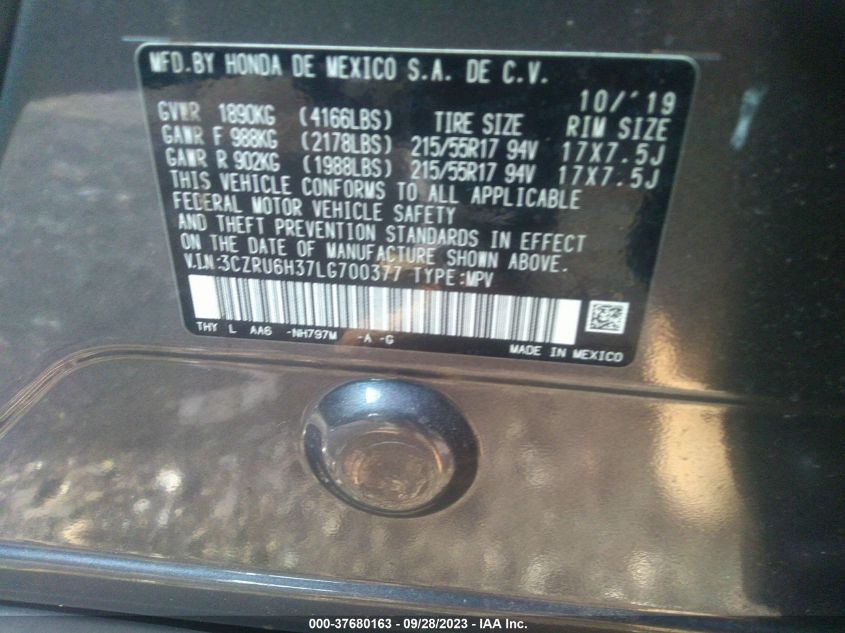 MFD.BY HONDA DE MEXICO S.A. DE C.V.
10/'19
GVWR 1890KG (4166LBS) TIRE SIZE RIM SIZE
GAWR F 988KG (2178LBS) 215/55R17 94V 17X7.5J
GAWR R 902KG (1988LBS) 215/55R17 94V 17X7.5J
THIS VEHICLE CONFORMS TO ALL APPLICABLE
FEDERAL MOTOR VEHICLE SAFETY
AND THEFT PREVENTION STANDARDS IN EFFECT
ON THE DATE OF MANUFACTURE SHOWN ABOVE.
V.I.N:3CZRU6H37LG700377 TYPE:MPV
THY L AA6 -NH797M -A -G
MADE IN MEXICO
000-37680163 - 09/28/2023 - IAA Inc.